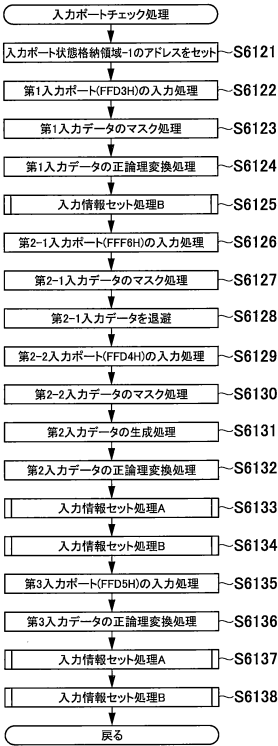 入力ポートチェック処理
入力ポート状態格納領域-1のアドレスをセット S6121
第1入力ポート(FFD3H)の入力処理 S6122
第1入力データのマスク処理 S6123
第1入力データの正論理変換処理 S6124
入力情報セット処理B S6125
第2-1入力ポート(FFF6H)の入力処理 S6126
第2-1入力データのマスク処理 S6127
第2-1入力データを退避 S6128
第2-2入力ポート(FFD4H)の入力処理 S6129
第2-2入力データのマスク処理 S6130
第2入力データの生成処理 S6131
第2入力データの正論理変換処理 S6132
入力情報セット処理A S6133
入力情報セット処理B S6134
第3入力ポート(FFD5H)の入力処理 S6135
第3入力データの正論理変換処理 S6136
入力情報セット処理A S6137
入力情報セット処理B S6138
戻る